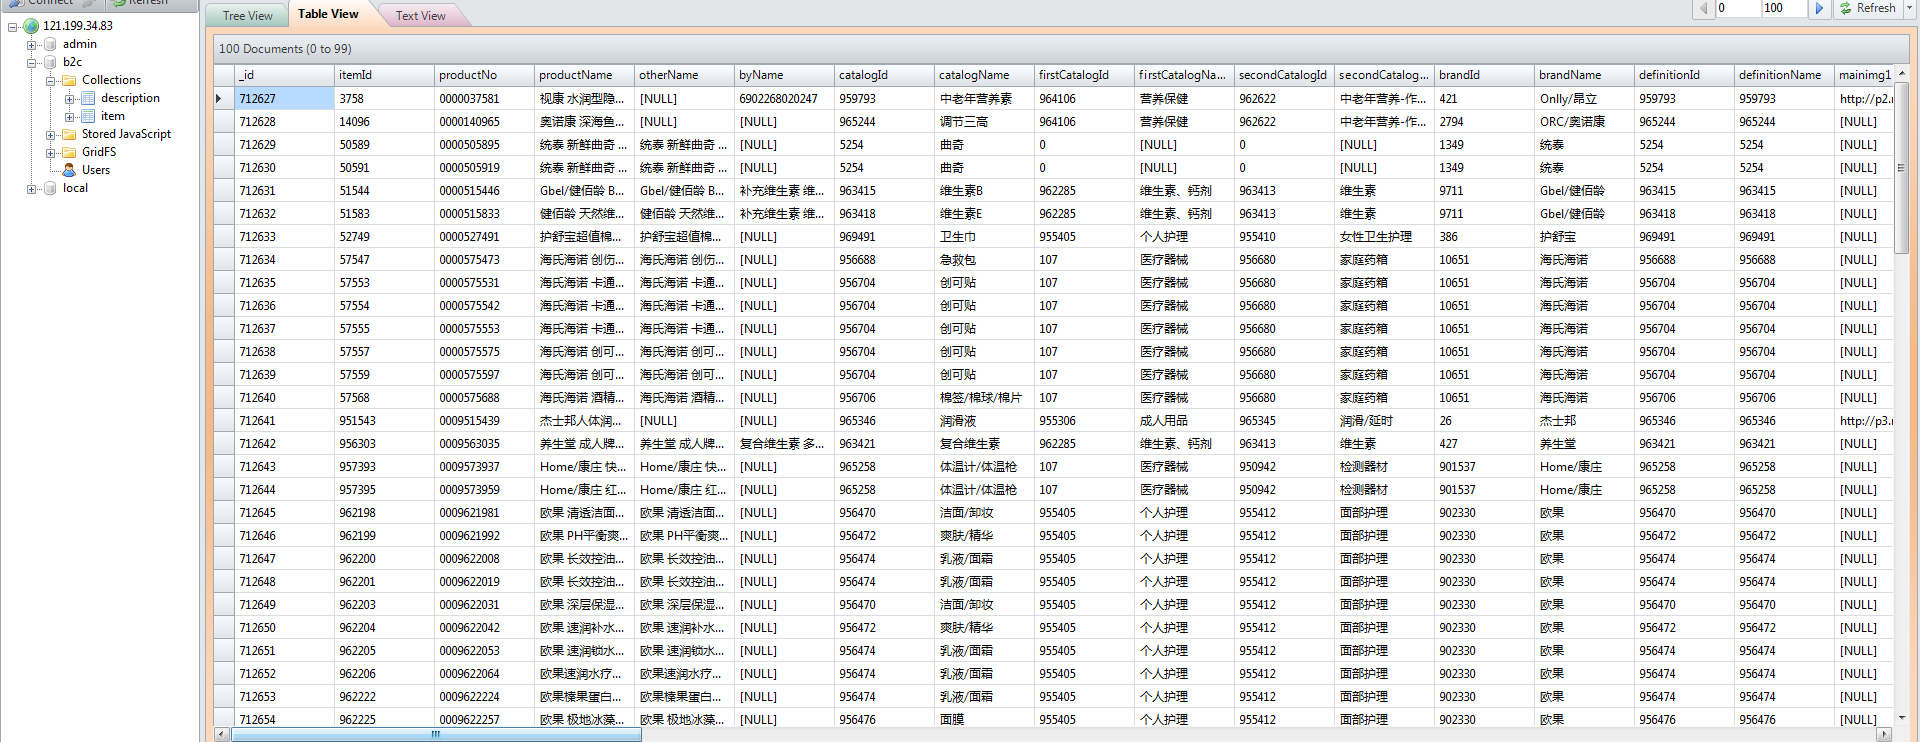 Connect Refresh
Tree View Table View Text View 0 100 Refresh
121.199.34.83
admin
b2c
Collections
description
item
Stored JavaScript
GridFS
Users
local
100 Documents (0 to 99)
_id itemId productNo productName otherName byName catalogId catalogName firstCatalogId firstCatalogNa... secondCatalogId secondCatalog... brandId brandName definitionId definitionName mainimg1
712627 3758 0000037581 视康 水润型隐... [NULL] 6902268020247 959793 中老年营养素 964106 营养保健 962622 中老年营养-作... 421 Onlly/昂立 959793 959793 http://p2.
712628 14096 0000140965 奥诺康 深海鱼... [NULL] [NULL] 965244 调节三高 964106 营养保健 962622 中老年营养-作... 2794 ORC/奥诺康 965244 965244 [NULL]
712629 50589 0000505895 统泰 新鲜曲奇 ... 统泰 新鲜曲奇 ... [NULL] 5254 曲奇 0 [NULL] 0 [NULL] 1349 统泰 5254 5254 [NULL]
712630 50591 0000505919 统泰 新鲜曲奇 ... 统泰 新鲜曲奇 ... [NULL] 5254 曲奇 0 [NULL] 0 [NULL] 1349 统泰 5254 5254 [NULL]
712631 51544 0000515446 Gbel/健佰龄 B... Gbel/健佰龄 B... 补充维生素 维... 963415 维生素B 962285 维生素、钙剂 963413 维生素 9711 Gbel/健佰龄 963415 963415 [NULL]
712632 51583 0000515833 健佰龄 天然维... 健佰龄 天然维... 补充维生素 维... 963418 维生素E 962285 维生素、钙剂 963413 维生素 9711 Gbel/健佰龄 963418 963418 [NULL]
712633 52749 0000527491 护舒宝超值棉... 护舒宝超值棉... [NULL] 969491 卫生巾 955405 个人护理 955410 女性卫生护理 386 护舒宝 969491 969491 [NULL]
712634 57547 0000575473 海氏海诺 创伤... 海氏海诺 创伤... [NULL] 956688 急救包 107 医疗器械 956680 家庭药箱 10651 海氏海诺 956688 956688 [NULL]
712635 57553 0000575531 海氏海诺 卡通... 海氏海诺 卡通... [NULL] 956704 创可贴 107 医疗器械 956680 家庭药箱 10651 海氏海诺 956704 956704 [NULL]
712636 57554 0000575542 海氏海诺 卡通... 海氏海诺 卡通... [NULL] 956704 创可贴 107 医疗器械 956680 家庭药箱 10651 海氏海诺 956704 956704 [NULL]
712637 57555 0000575553 海氏海诺 卡通... 海氏海诺 卡通... [NULL] 956704 创可贴 107 医疗器械 956680 家庭药箱 10651 海氏海诺 956704 956704 [NULL]
712638 57557 0000575575 海氏海诺 创可... 海氏海诺 创可... [NULL] 956704 创可贴 107 医疗器械 956680 家庭药箱 10651 海氏海诺 956704 956704 [NULL]
712639 57559 0000575597 海氏海诺 创可... 海氏海诺 创可... [NULL] 956704 创可贴 107 医疗器械 956680 家庭药箱 10651 海氏海诺 956704 956704 [NULL]
712640 57568 0000575688 海氏海诺 酒精... 海氏海诺 酒精... [NULL] 956706 棉签/棉球/棉片 107 医疗器械 956680 家庭药箱 10651 海氏海诺 956706 956706 [NULL]
712641 951543 0009515439 杰士邦人体润... [NULL] [NULL] 965346 润滑液 955306 成人用品 965345 润滑/延时 26 杰士邦 965346 965346 http://p3.
712642 956303 0009563035 养生堂 成人牌... 养生堂 成人牌... 复合维生素 多... 963421 复合维生素 962285 维生素、钙剂 963413 维生素 427 养生堂 963421 963421 [NULL]
712643 957393 0009573937 Home/康庄 快... Home/康庄 快... [NULL] 965258 体温计/体温枪 107 医疗器械 950942 检测器材 901537 Home/康庄 965258 965258 [NULL]
712644 957395 0009573959 Home/康庄 红... Home/康庄 红... [NULL] 965258 体温计/体温枪 107 医疗器械 950942 检测器材 901537 Home/康庄 965258 965258 [NULL]
712645 962198 0009621981 欧果 清透洁面... 欧果 清透洁面... [NULL] 956470 洁面/卸妆 955405 个人护理 955412 面部护理 902330 欧果 956470 956470 [NULL]
712646 962199 0009621992 欧果 PH平衡爽... 欧果 PH平衡爽... [NULL] 956472 爽肤/精华 955405 个人护理 955412 面部护理 902330 欧果 956472 956472 [NULL]
712647 962200 0009622008 欧果 长效控油... 欧果 长效控油... [NULL] 956474 乳液/面霜 955405 个人护理 955412 面部护理 902330 欧果 956474 956474 [NULL]
712648 962201 0009622019 欧果 长效控油... 欧果 长效控油... [NULL] 956474 乳液/面霜 955405 个人护理 955412 面部护理 902330 欧果 956474 956474 [NULL]
712649 962203 0009622031 欧果 深层保湿... 欧果 深层保湿... [NULL] 956470 洁面/卸妆 955405 个人护理 955412 面部护理 902330 欧果 956470 956470 [NULL]
712650 962204 0009622042 欧果 速润补水... 欧果 速润补水... [NULL] 956472 爽肤/精华 955405 个人护理 955412 面部护理 902330 欧果 956472 956472 [NULL]
712651 962205 0009622053 欧果 速润锁水... 欧果 速润锁水... [NULL] 956474 乳液/面霜 955405 个人护理 955412 面部护理 902330 欧果 956474 956474 [NULL]
712652 962206 0009622064 欧果速润水疗... 欧果速润水疗... [NULL] 956474 乳液/面霜 955405 个人护理 955412 面部护理 902330 欧果 956474 956474 [NULL]
712653 962222 0009622224 欧果榛果蛋白... 欧果榛果蛋白... [NULL] 956474 乳液/面霜 955405 个人护理 955412 面部护理 902330 欧果 956474 956474 [NULL]
712654 962225 0009622257 欧果 极地冰藻... 欧果 极地冰藻... [NULL] 956476 面膜 955405 个人护理 955412 面部护理 902330 欧果 956476 956476 [NULL]